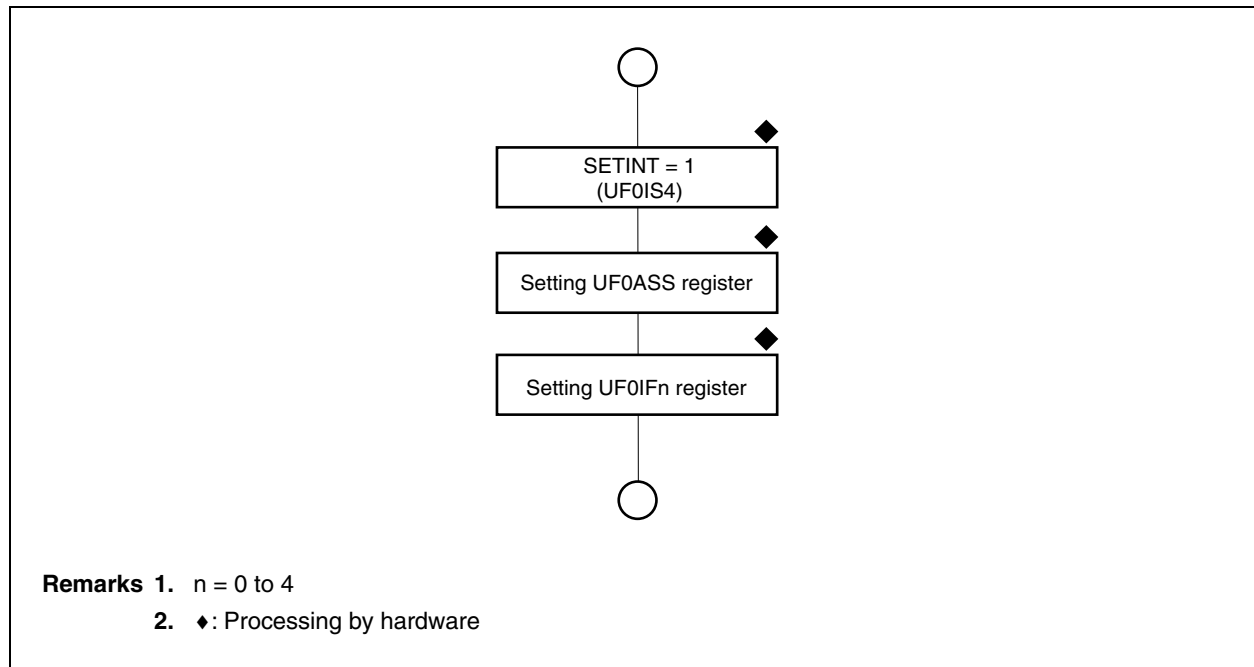 SETINT = 1
(UF0IS4)
Setting UF0ASS register
Setting UF0IFn register
Remarks 1. n = 0 to 4
2. ♦: Processing by hardware